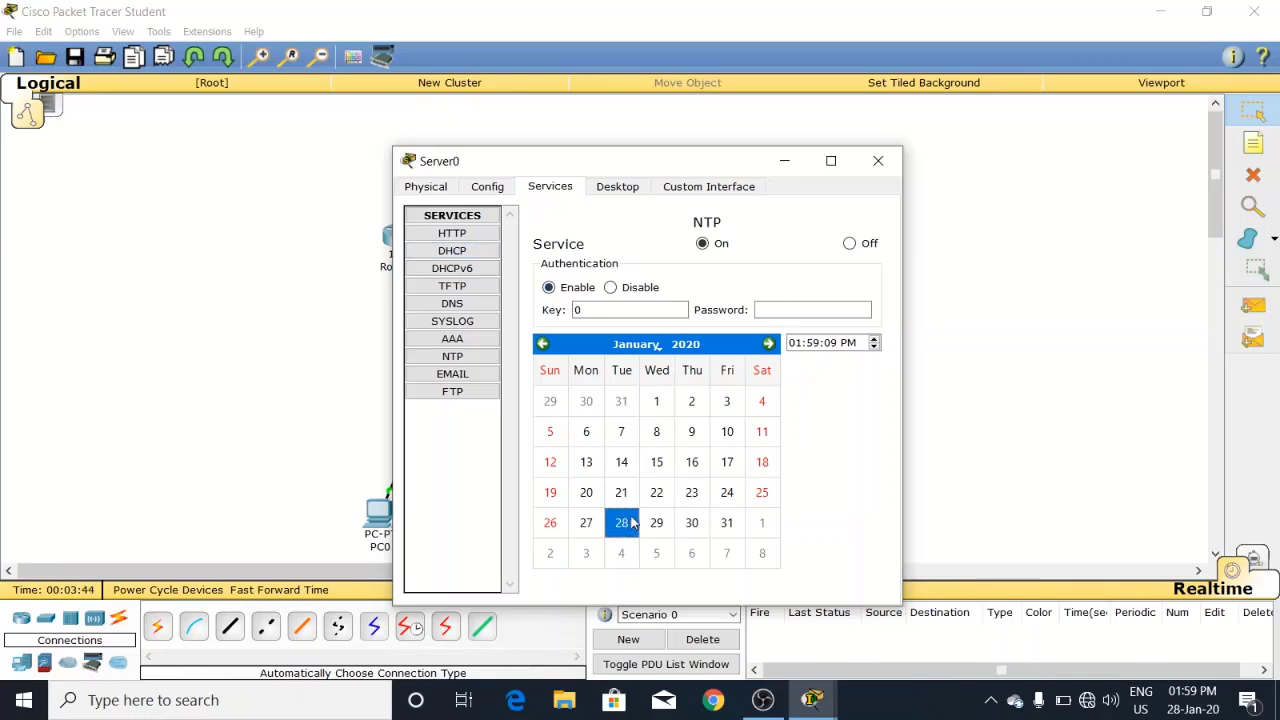 Cisco Packet Tracer Student
File Edit Options View Tools Extensions Help
Logical [Root] New Cluster Move Object Set Tiled Background Viewport
Server0
Physical Config Services Desktop Custom Interface
SERVICES
HTTP
DHCP
DHCPv6
TFTP
DNS
SYSLOG
AAA
NTP
EMAIL
FTP
NTP
Service On Off
Authentication
Enable Disable
Key: 0 Password:
January 2020 01:59:09 PM
Sun Mon Tue Wed Thu Fri Sat
29 30 31 1 2 3 4
5 6 7 8 9 10 11
12 13 14 15 16 17 18
19 20 21 22 23 24 25
26 27 28 29 30 31 1
2 3 4 5 6 7 8
PC0
Time: 00:03:44 Power Cycle Devices Fast Forward Time Realtime
Connections
Automatically Choose Connection Type
Scenario 0
New Delete
Toggle PDU List Window
Fire Last Status Source Destination Type Color Time(se Periodic Num Edit Delete
Type here to search
ENG
US
01:59 PM
28-Jan-20
1